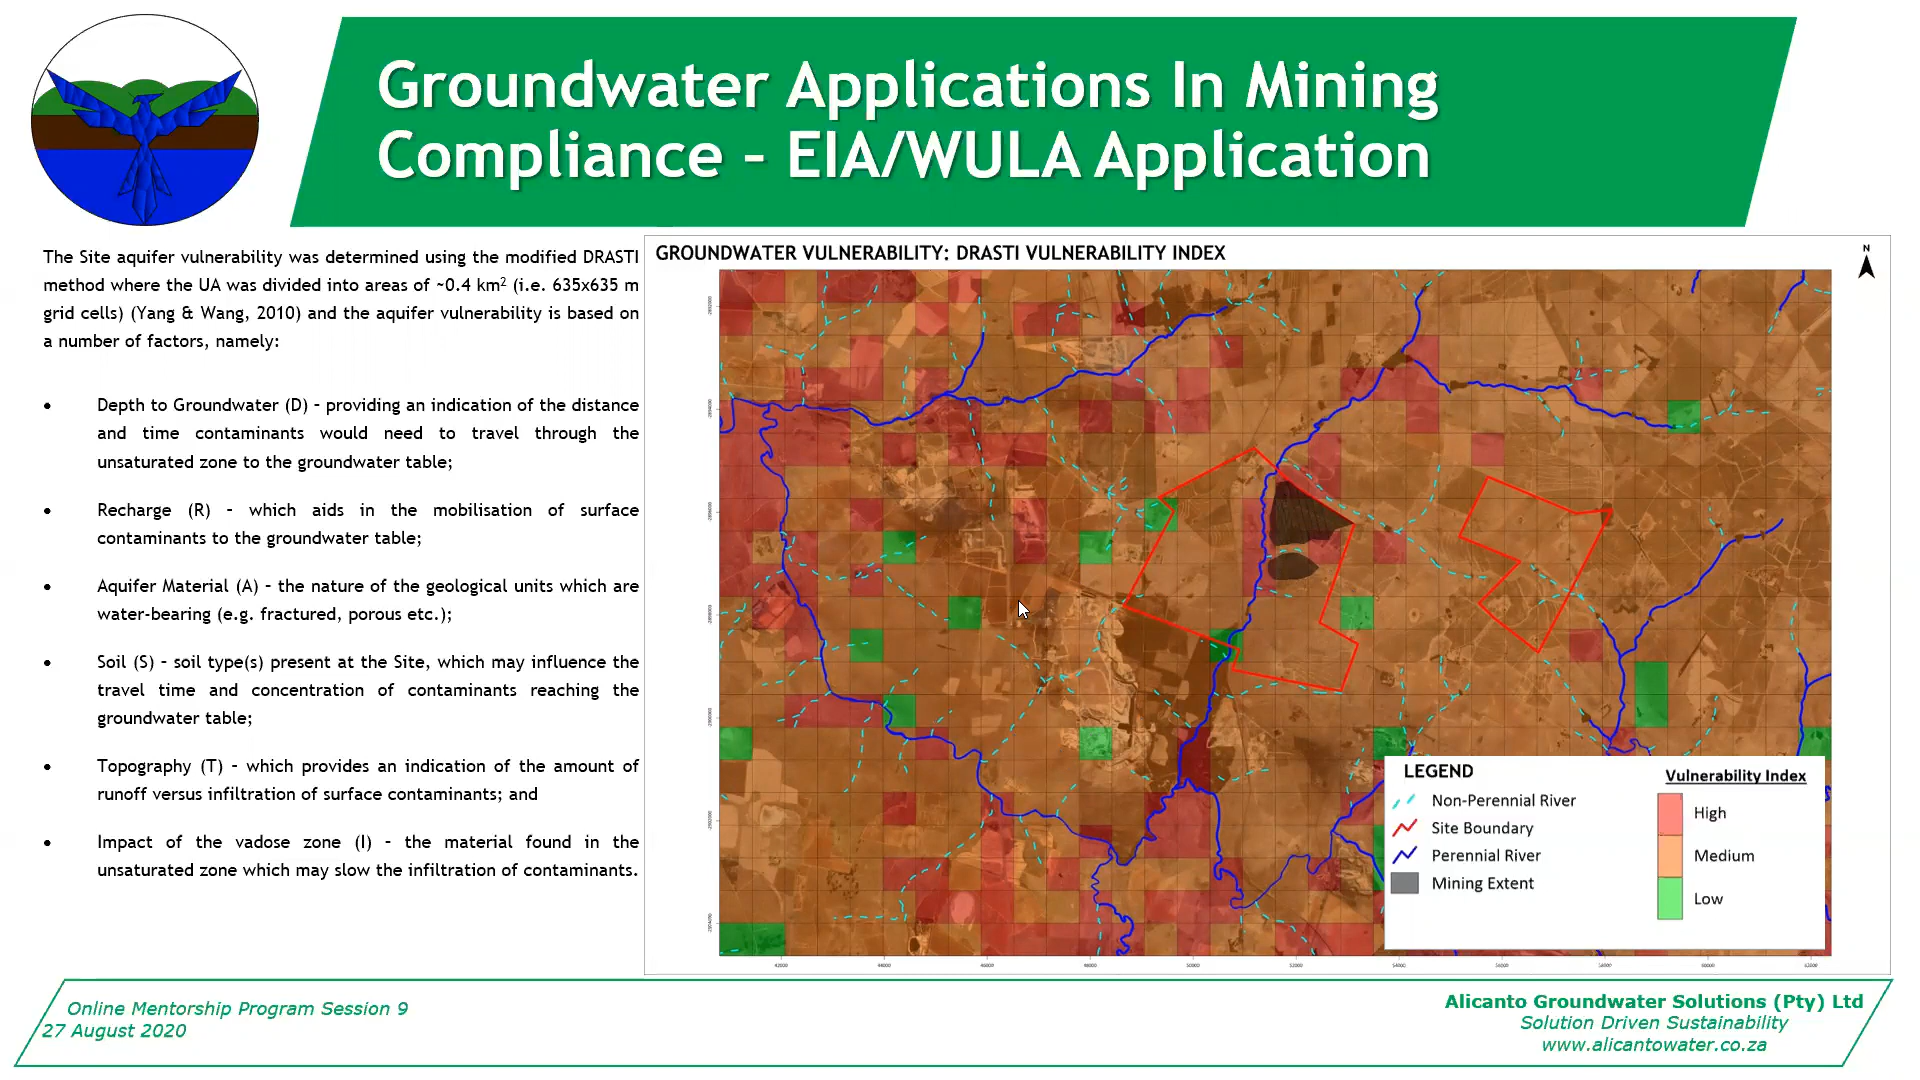 Groundwater Applications In Mining
Compliance – EIA/WULA Application
The Site aquifer vulnerability was determined using the modified DRASTI
method where the UA was divided into areas of ~0.4 km² (i.e. 635x635 m
grid cells) (Yang & Wang, 2010) and the aquifer vulnerability is based on
a number of factors, namely:
• Depth to Groundwater (D) – providing an indication of the distance
and time contaminants would need to travel through the
unsaturated zone to the groundwater table;
• Recharge (R) – which aids in the mobilisation of surface
contaminants to the groundwater table;
• Aquifer Material (A) – the nature of the geological units which are
water-bearing (e.g. fractured, porous etc.);
• Soil (S) – soil type(s) present at the Site, which may influence the
travel time and concentration of contaminants reaching the
groundwater table;
• Topography (T) – which provides an indication of the amount of
runoff versus infiltration of surface contaminants; and
• Impact of the vadose zone (I) – the material found in the
unsaturated zone which may slow the infiltration of contaminants.
GROUNDWATER VULNERABILITY: DRASTI VULNERABILITY INDEX
N
LEGEND
Non-Perennial River
Site Boundary
Perennial River
Mining Extent
Vulnerability Index
High
Medium
Low
Online Mentorship Program Session 9
27 August 2020
Alicanto Groundwater Solutions (Pty) Ltd
Solution Driven Sustainability
www.alicantowater.co.za